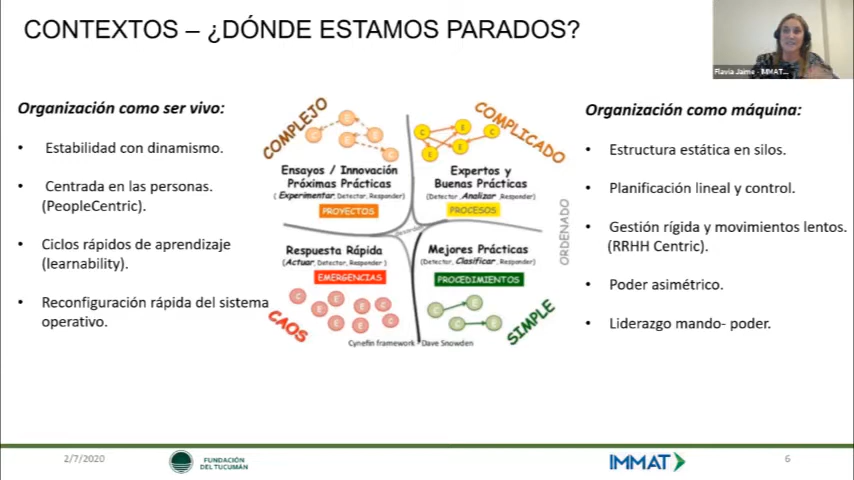 CONTEXTOS – ¿DÓNDE ESTAMOS PARADOS?
Flavia Jaime - IMMAT...
Organización como ser vivo:
• Estabilidad con dinamismo.
• Centrada en las personas.
(PeopleCentric).
• Ciclos rápidos de aprendizaje
(learnability).
• Reconfiguración rápida del sistema
operativo.
COMPLEJO
C E
E E
C
Ensayos / Innovación
Próximas Prácticas
( Experimentar, Detector, Responder)
PROYECTOS
COMPLICADO
C E C
E E
Expertos y
Buenas Prácticas
(Detector, Analizar, Responder)
PROCESOS
ORDENADO
Respuesta Rápida
(Actuar, Detector, Responder )
EMERGENCIAS
CAOS
Mejores Prácticas
(Detector, Clasificar, Responder)
PROCEDIMIENTOS
C E
C E
SIMPLE
Cynefin framework Dave Snowden
Organización como máquina:
• Estructura estática en silos.
• Planificación lineal y control.
• Gestión rígida y movimientos lentos.
(RRHH Centric).
• Poder asimétrico.
• Liderazgo mando- poder.
2/7/2020
FUNDACIÓN
DEL TUCUMÁN
IMMAT
6